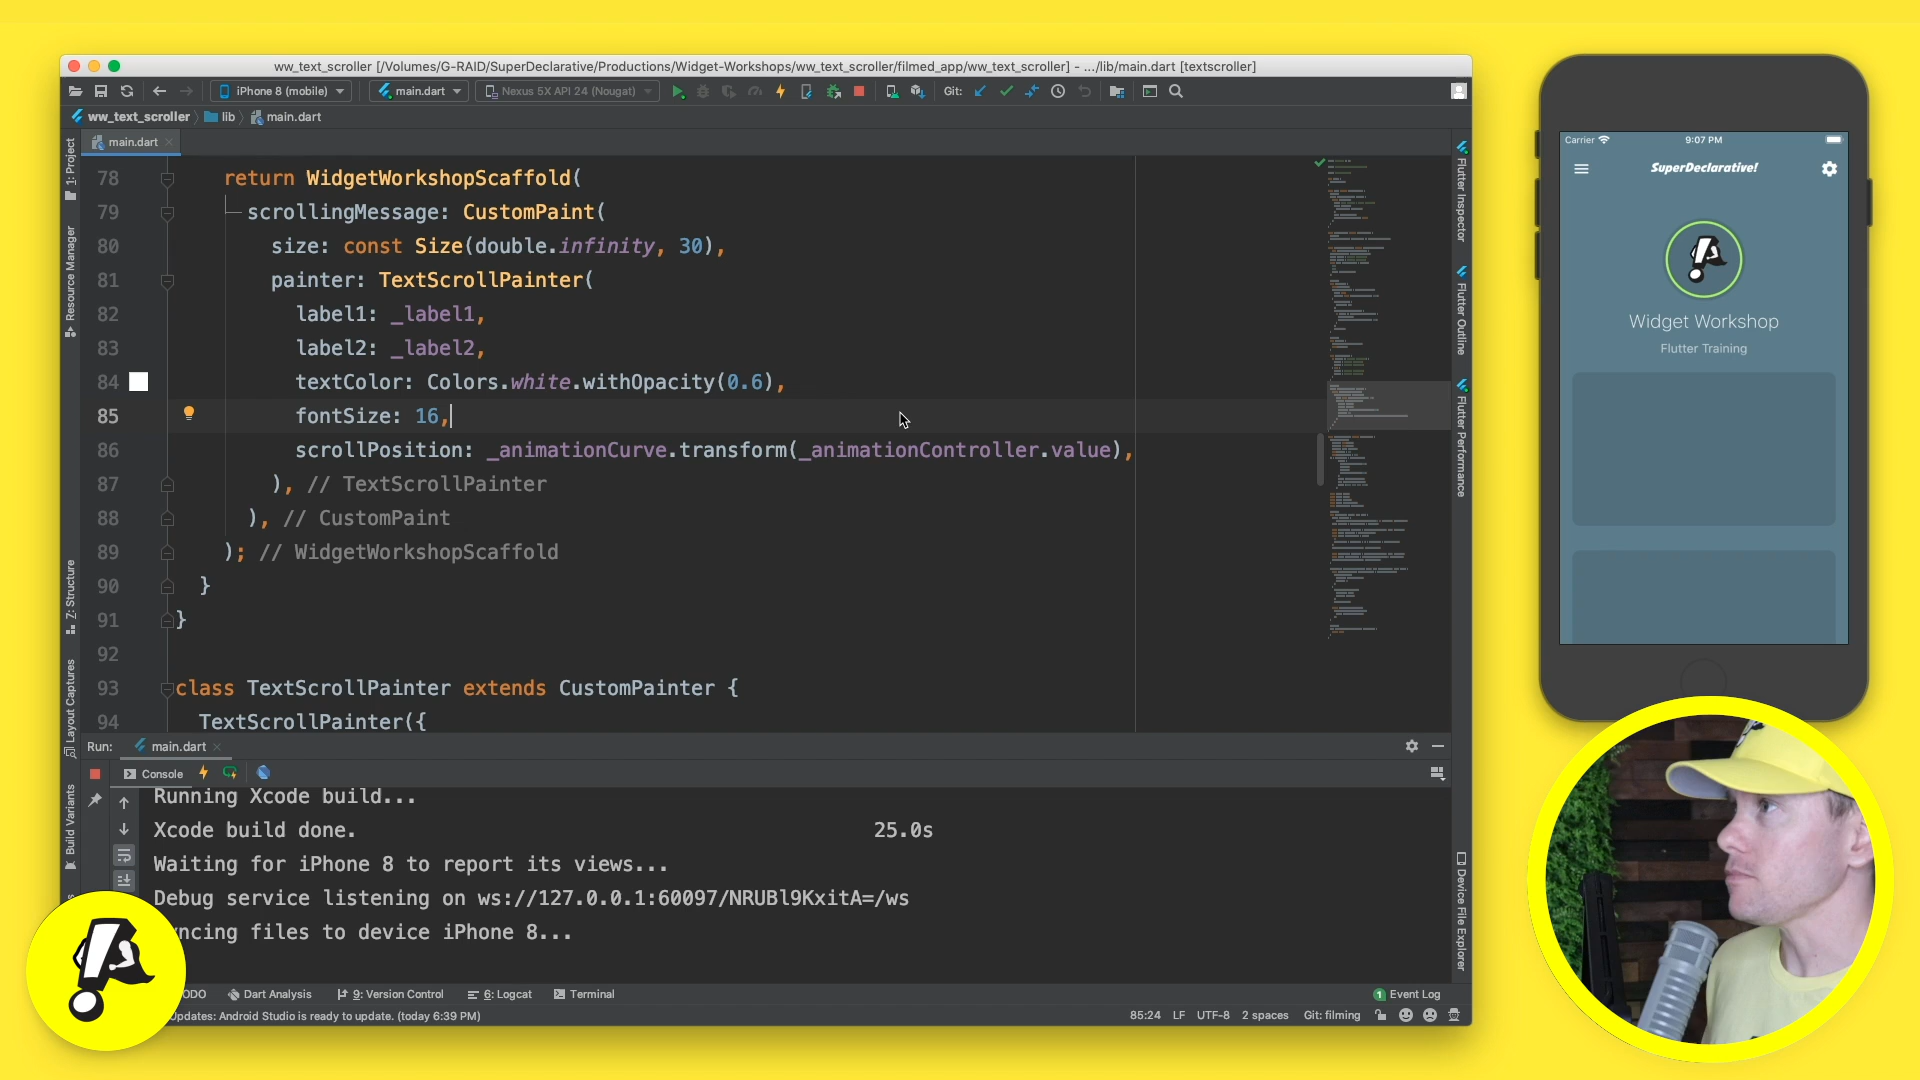 ww_text_scroller [/Volumes/G-RAID/SuperDeclarative/Productions/Widget-Workshops/ww_text_scroller/filmed_app/ww_text_scroller] - .../lib/main.dart [textscroller]
iPhone 8 (mobile)
main.dart
Nexus 5X API 24 (Nougat)
Git:
ww_text_scroller
lib
main.dart
main.dart
1: Project
Resource Manager
Z: Structure
Layout Captures
Build Variants
78 return WidgetWorkshopScaffold(
79 scrollingMessage: CustomPaint(
80 size: const Size(double.infinity, 30),
81 painter: TextScrollPainter(
82 label1: _label1,
83 label2: _label2,
84 textColor: Colors.white.withOpacity(0.6),
85 fontSize: 16,
86 scrollPosition: _animationCurve.transform(_animationController.value),
87 ), // TextScrollPainter
88 ), // CustomPaint
89 ); // WidgetWorkshopScaffold
90 }
91 }
92
93 class TextScrollPainter extends CustomPainter {
94 TextScrollPainter({
Flutter Inspector
Flutter Outline
Flutter Performance
Device File Explorer
Run:
main.dart
Console
Running Xcode build...
Xcode build done. 25.0s
Waiting for iPhone 8 to report its views...
Debug service listening on ws://127.0.0.1:60097/NRUBl9KxitA=/ws
ncing files to device iPhone 8...
ODO
Dart Analysis
9: Version Control
6: Logcat
Terminal
1 Event Log
Updates: Android Studio is ready to update. (today 6:39 PM)
85:24 LF UTF-8 2 spaces Git: filming
Carrier
9:07 PM
SuperDeclarative!
Widget Workshop
Flutter Training